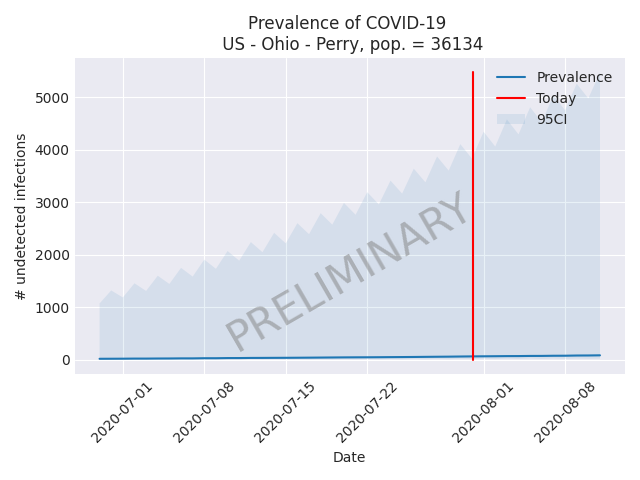 Prevalence of COVID-19
US - Ohio - Perry, pop. = 36134
Prevalence
Today
95CI
5000
4000
3000
2000
1000
0
# undetected infections
PRELIMINARY
2020-07-01
2020-07-08
2020-07-15
2020-07-22
2020-08-01
2020-08-08
Date